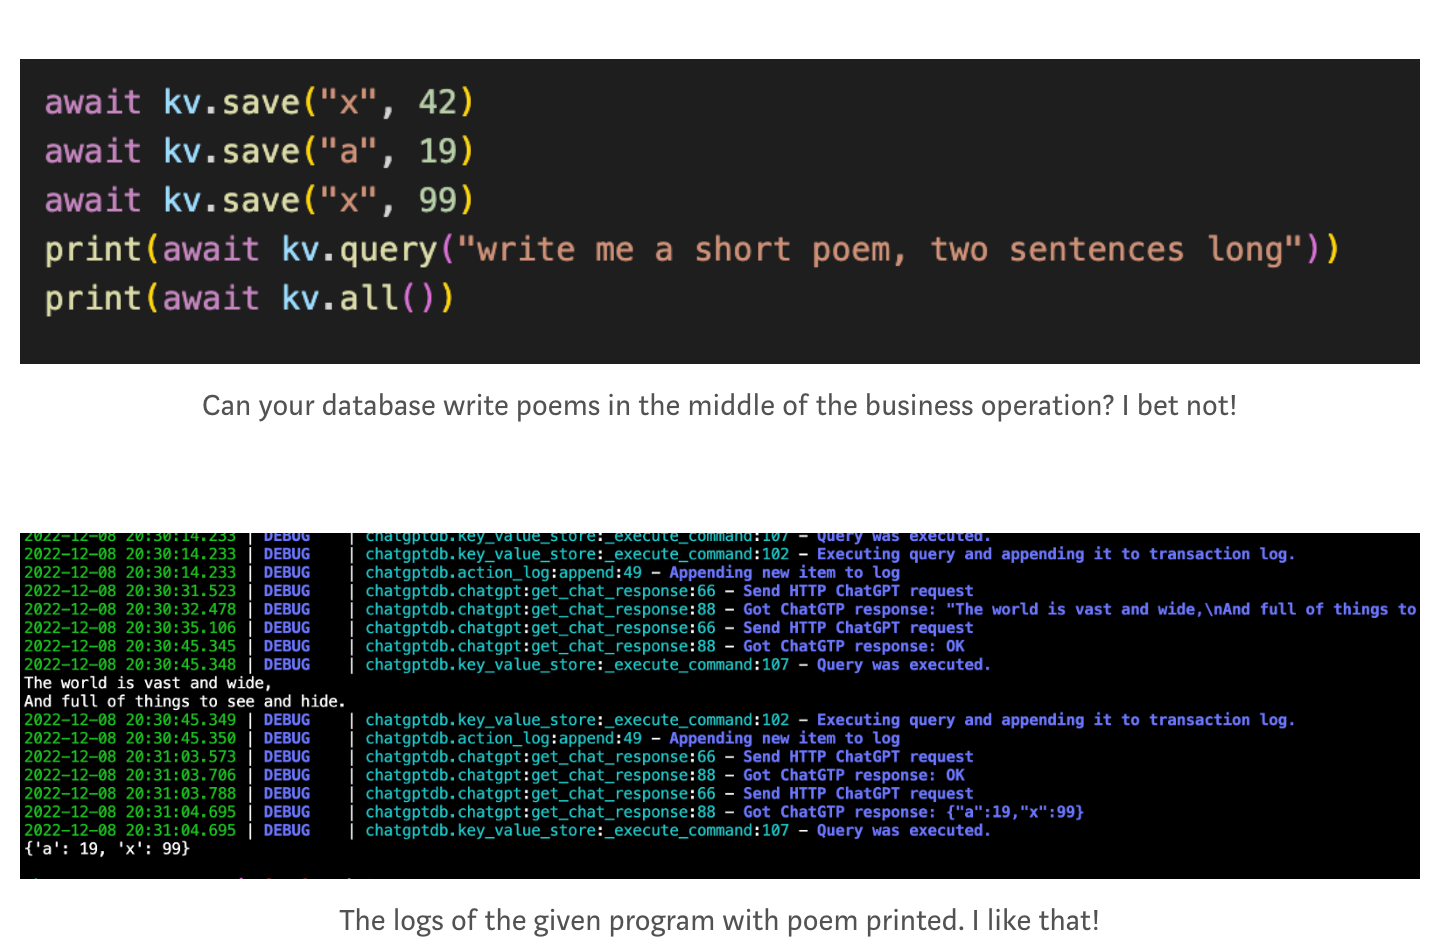 await kv.save("x", 42)
await kv.save("a", 19)
await kv.save("x", 99)
print(await kv.query("write me a short poem, two sentences long"))
print(await kv.all())
Can your database write poems in the middle of the business operation? I bet not!
2022-12-08 20:30:14.233 | DEBUG    | chatgptdb.key_value_store:_execute_command:107 – Query was executed.
2022-12-08 20:30:14.233 | DEBUG    | chatgptdb.key_value_store:_execute_command:102 – Executing query and appending it to transaction log.
2022-12-08 20:30:14.233 | DEBUG    | chatgptdb.action_log:append:49 – Appending new item to log
2022-12-08 20:30:31.523 | DEBUG    | chatgptdb.chatgpt:get_chat_response:66 – Send HTTP ChatGPT request
2022-12-08 20:30:32.478 | DEBUG    | chatgptdb.chatgpt:get_chat_response:88 – Got ChatGTP response: "The world is vast and wide,\nAnd full of things to
2022-12-08 20:30:35.106 | DEBUG    | chatgptdb.chatgpt:get_chat_response:66 – Send HTTP ChatGPT request
2022-12-08 20:30:45.345 | DEBUG    | chatgptdb.chatgpt:get_chat_response:88 – Got ChatGTP response: OK
2022-12-08 20:30:45.348 | DEBUG    | chatgptdb.key_value_store:_execute_command:107 – Query was executed.
The world is vast and wide,
And full of things to see and hide.
2022-12-08 20:30:45.349 | DEBUG    | chatgptdb.key_value_store:_execute_command:102 – Executing query and appending it to transaction log.
2022-12-08 20:30:45.350 | DEBUG    | chatgptdb.action_log:append:49 – Appending new item to log
2022-12-08 20:31:03.573 | DEBUG    | chatgptdb.chatgpt:get_chat_response:66 – Send HTTP ChatGPT request
2022-12-08 20:31:03.706 | DEBUG    | chatgptdb.chatgpt:get_chat_response:88 – Got ChatGTP response: OK
2022-12-08 20:31:03.788 | DEBUG    | chatgptdb.chatgpt:get_chat_response:66 – Send HTTP ChatGPT request
2022-12-08 20:31:04.695 | DEBUG    | chatgptdb.chatgpt:get_chat_response:88 – Got ChatGTP response: {"a":19,"x":99}
2022-12-08 20:31:04.695 | DEBUG    | chatgptdb.key_value_store:_execute_command:107 – Query was executed.
{'a': 19, 'x': 99}
The logs of the given program with poem printed. I like that!